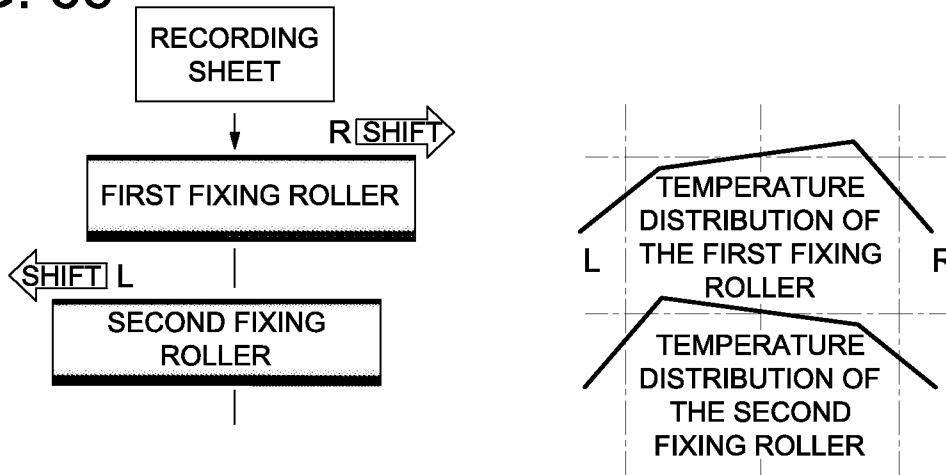 RECORDING
SHEET
R SHIFT
FIRST FIXING ROLLER
SHIFT L
SECOND FIXING
ROLLER
TEMPERATURE
DISTRIBUTION OF
L THE FIRST FIXING R
ROLLER
TEMPERATURE
DISTRIBUTION OF
THE SECOND
FIXING ROLLER